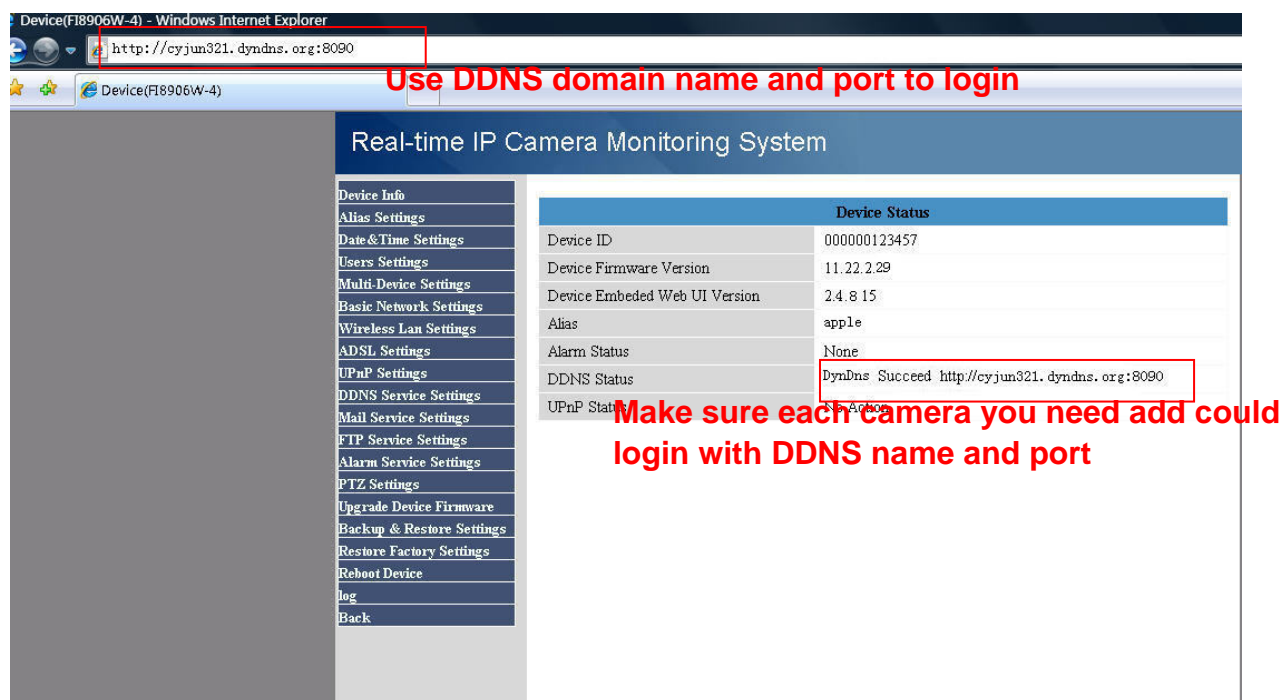 Device(FI8906W-4) - Windows Internet Explorer
http://cyjun321.dyndns.org:8090
Use DDNS domain name and port to login
Device(FI8906W-4)
Real-time IP Camera Monitoring System
Device Info
Alias Settings
Date&Time Settings
Users Settings
Multi-Device Settings
Basic Network Settings
Wireless Lan Settings
ADSL Settings
UPnP Settings
DDNS Service Settings
Mail Service Settings
FTP Service Settings
Alarm Service Settings
PTZ Settings
Upgrade Device Firmware
Backup & Restore Settings
Restore Factory Settings
Reboot Device
log
Back
Device Status
Device ID 000000123457
Device Firmware Version 11.22.2.29
Device Embeded Web UI Version 2.4.8 15
Alias apple
Alarm Status None
DDNS Status DynDns Succeed http://cyjun321.dyndns.org:8090
UPnP Status No Action
Make sure each camera you need add could
login with DDNS name and port